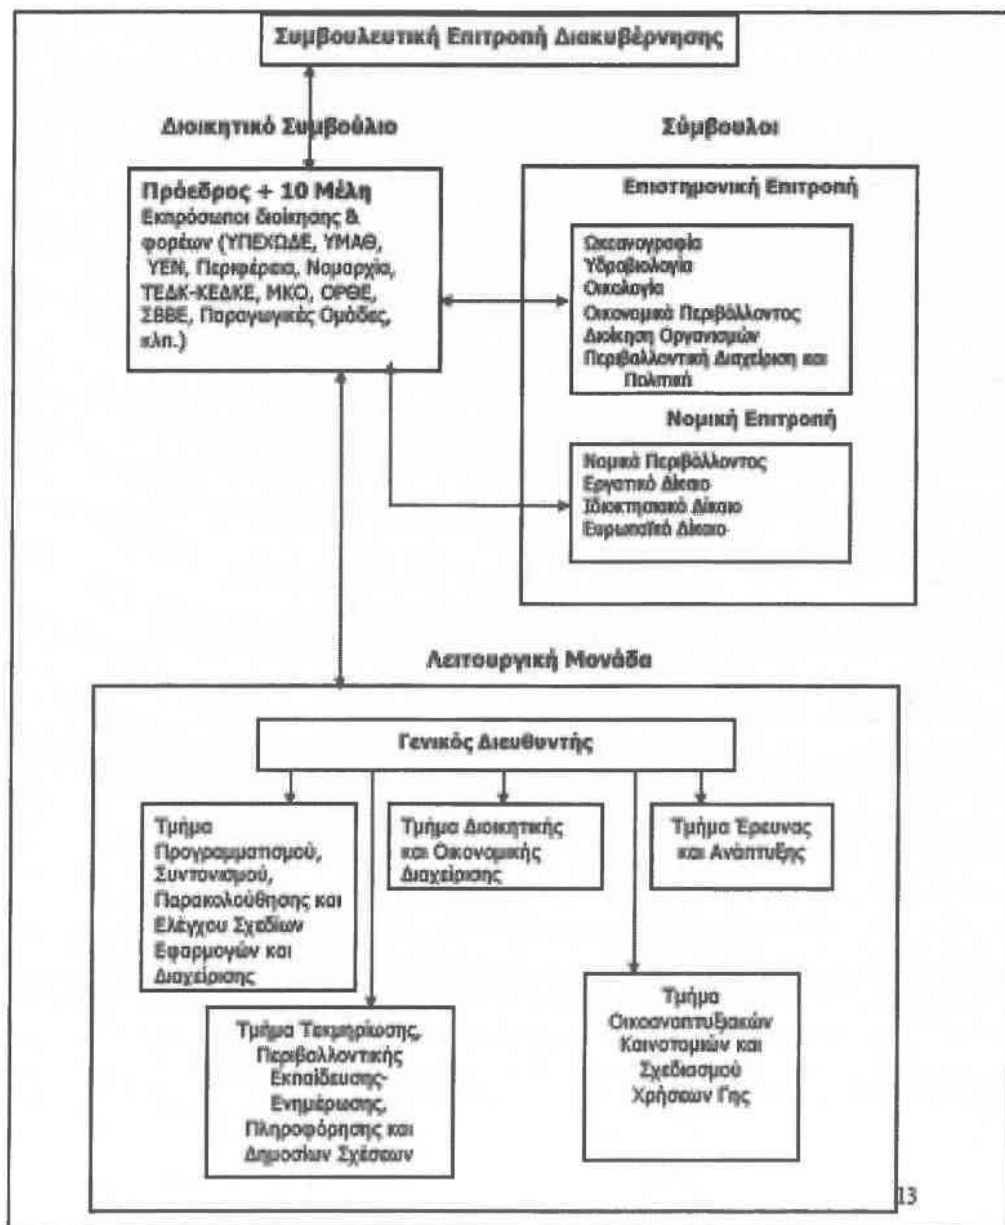 Συμβουλευτική Επιτροπή Διακυβέρνησης
Διοικητικό Συμβούλιο
Πρόεδρος + 10 Μέλη
Εκπρόσωποι διοίκησης &
φορέων (ΥΠΕΧΩΔΕ, ΥΜΑΘ,
ΥΕΝ, Περιφέρεια, Νομαρχία,
ΤΕΔΚ-ΚΕΔΚΕ, ΜΚΟ, ΟΡΘΕ,
ΣΒΒΕ, Παραγωγικές Ομάδες,
κλπ.)
Σύμβουλοι
Επιστημονική Επιτροπή
Ωκεανογραφία
Υδροβιολογία
Οικολογία
Οικονομικά Περιβάλλοντος
Διοίκηση Οργανισμών
Περιβαλλοντική Διαχείριση και
Πολιτική
Νομική Επιτροπή
Νομικά Περιβάλλοντος
Εργατικό Δίκαιο
Ιδιοκτησιακό Δίκαιο
Ευρωπαϊκό Δίκαιο
Λειτουργική Μονάδα
Γενικός Διευθυντής
Τμήμα
Προγραμματισμού,
Συντονισμού,
Παρακολούθησης και
Ελέγχου Σχεδίων
Εφαρμογών και
Διαχείρισης
Τμήμα Διοικητικής
και Οικονομικής
Διαχείρισης
Τμήμα Έρευνας
και Ανάπτυξης
Τμήμα Τεκμηρίωσης,
Περιβαλλοντικής
Εκπαίδευσης-
Ενημέρωσης,
Πληροφόρησης και
Δημοσίων Σχέσεων
Τμήμα
Οικοαναπτυξιακών
Καινοτομιών και
Σχεδιασμού
Χρήσεων Γης
13